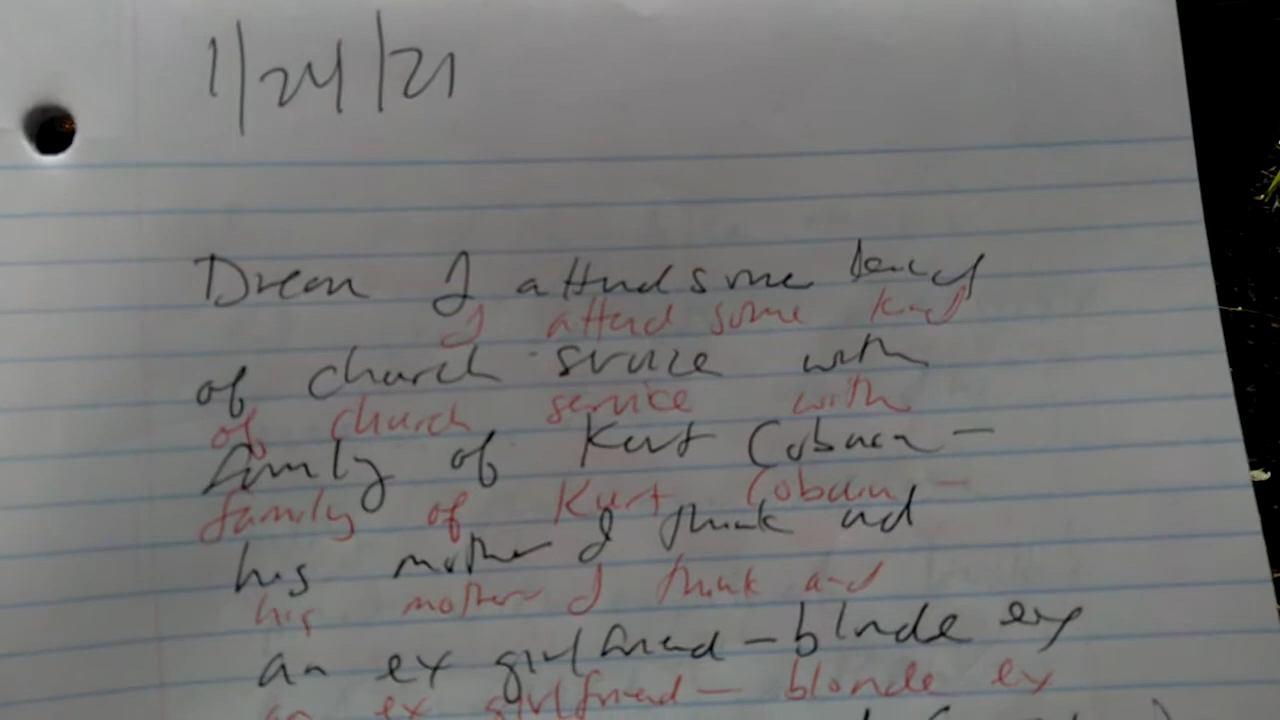 1/24/21
Dream I attend some kind
I attend some kind
of church service with
of church service with
family of Kurt Cobain –
family of Kurt Cobain –
his mother I think and
his mother I think and
an ex girlfriend – blonde ex
an ex girlfriend – blonde ex